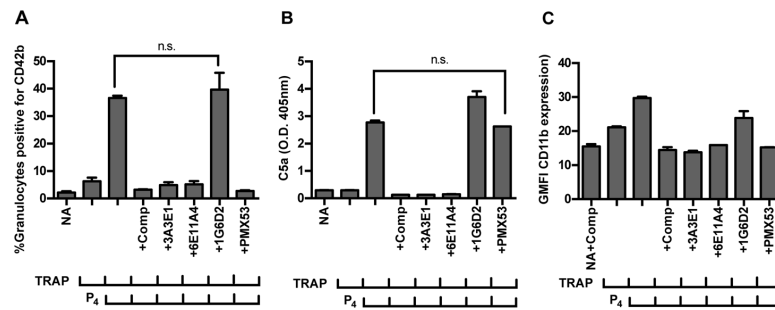 A
n.s.
%Granulocytes positive for CD42b
50
40
30
20
10
0
NA
+Comp
+3A3E1
+6E11A4
+1G6D2
+PMX53
TRAP
P4
B
n.s.
C5a (O.D. 405nm)
5
4
3
2
1
0
NA
+Comp
+3A3E1
+6E11A4
+1G6D2
+PMX53
TRAP
P4
C
GMFI CD11b expression)
40
30
20
10
0
NA+Comp
+Comp
+3A3E1
+6E11A4
+1G6D2
+PMX53
TRAP
P4